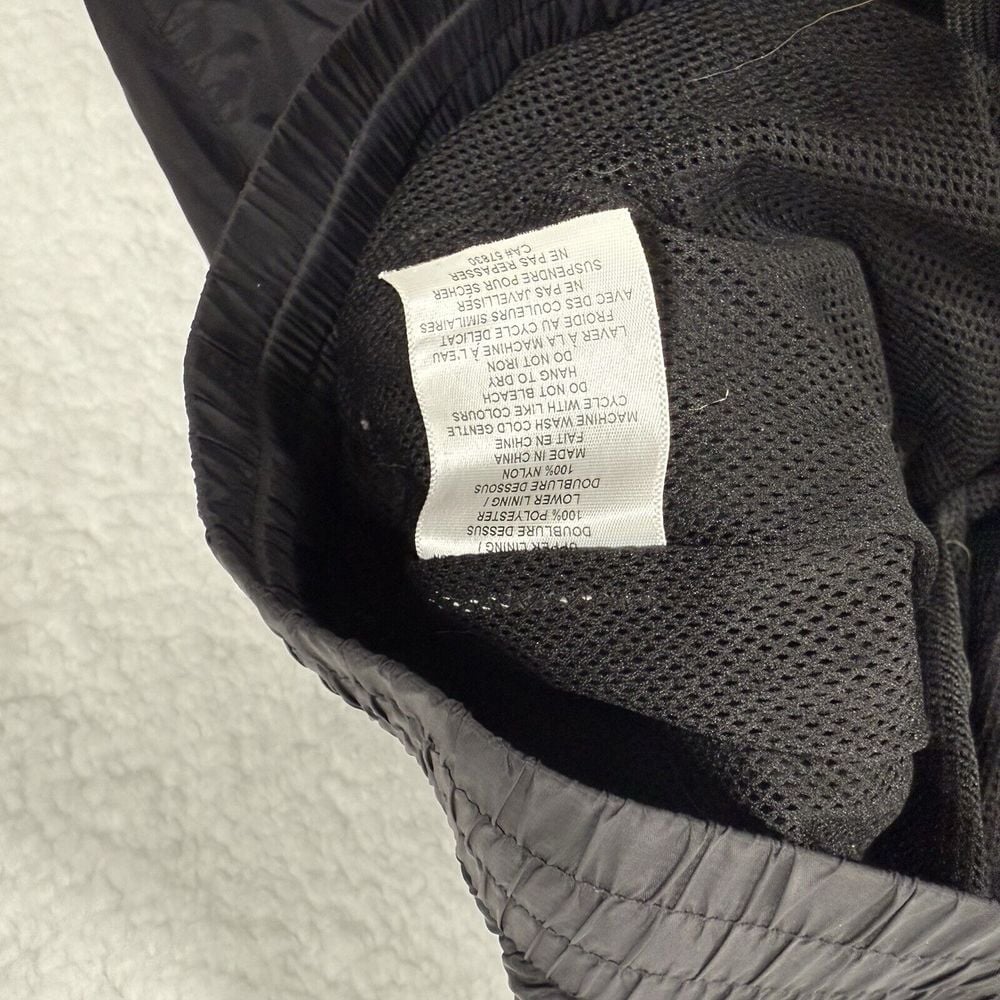 UPPER LINING /
DOUBLURE DESSUS
100% POLYESTER
LOWER LINING /
DOUBLURE DESSOUS
100% NYLON
MADE IN CHINA
FAIT EN CHINE
MACHINE WASH COLD GENTLE
CYCLE WITH LIKE COLOURS
DO NOT BLEACH
HANG TO DRY
DO NOT IRON
LAVER À LA MACHINE À L'EAU
FROIDE AU CYCLE DÉLICAT
AVEC DES COULEURS SIMILAIRES
NE PAS JAVELLISER
SUSPENDRE POUR SÉCHER
NE PAS REPASSER
CA# 57830